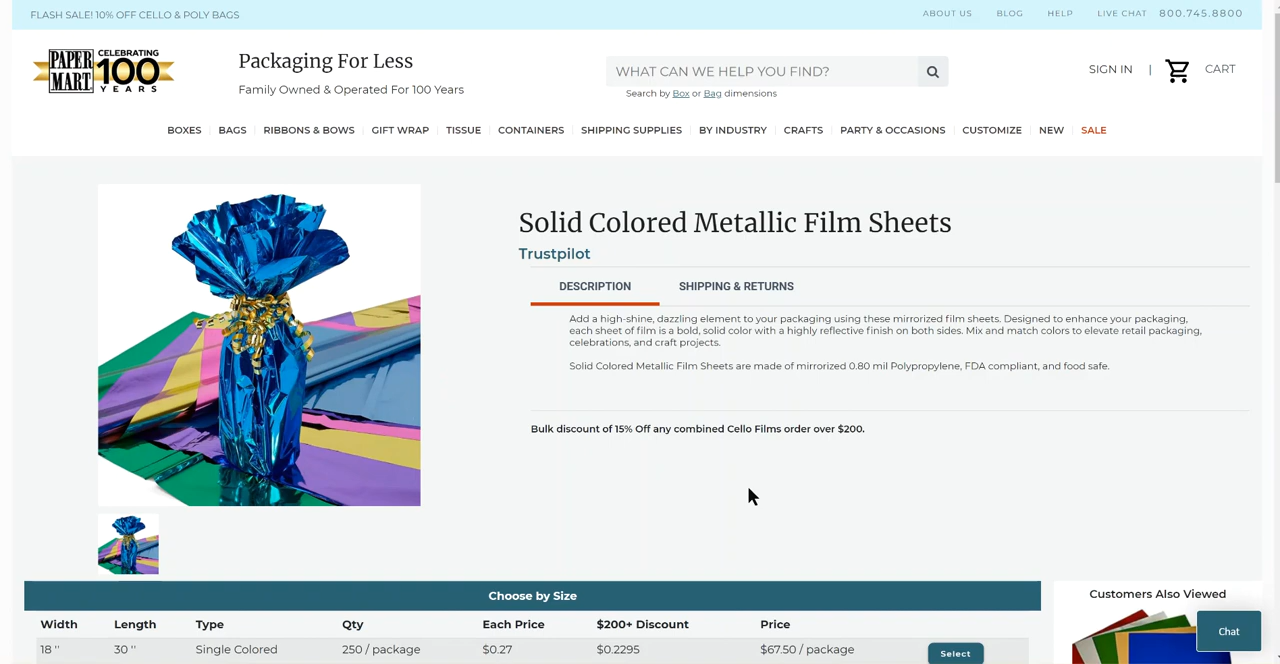 FLASH SALE! 10% OFF CELLO & POLY BAGS
ABOUT US BLOG HELP LIVE CHAT 800.745.8800
PAPER MART CELEBRATING 100 YEARS
Packaging For Less
Family Owned & Operated For 100 Years
WHAT CAN WE HELP YOU FIND?
Search by Box or Bag dimensions
SIGN IN | CART
BOXES BAGS RIBBONS & BOWS GIFT WRAP TISSUE CONTAINERS SHIPPING SUPPLIES BY INDUSTRY CRAFTS PARTY & OCCASIONS CUSTOMIZE NEW SALE
Solid Colored Metallic Film Sheets
Trustpilot
DESCRIPTION SHIPPING & RETURNS
Add a high-shine, dazzling element to your packaging using these mirrorized film sheets. Designed to enhance your packaging,
each sheet of film is a bold, solid color with a highly reflective finish on both sides. Mix and match colors to elevate retail packaging,
celebrations, and craft projects.
Solid Colored Metallic Film Sheets are made of mirrorized 0.80 mil Polypropylene, FDA compliant, and food safe.
Bulk discount of 15% Off any combined Cello Films order over $200.
Choose by Size
Width Length Type Qty Each Price $200+ Discount Price
18 '' 30 '' Single Colored 250 / package $0.27 $0.2295 $67.50 / package Select
Customers Also Viewed
Chat